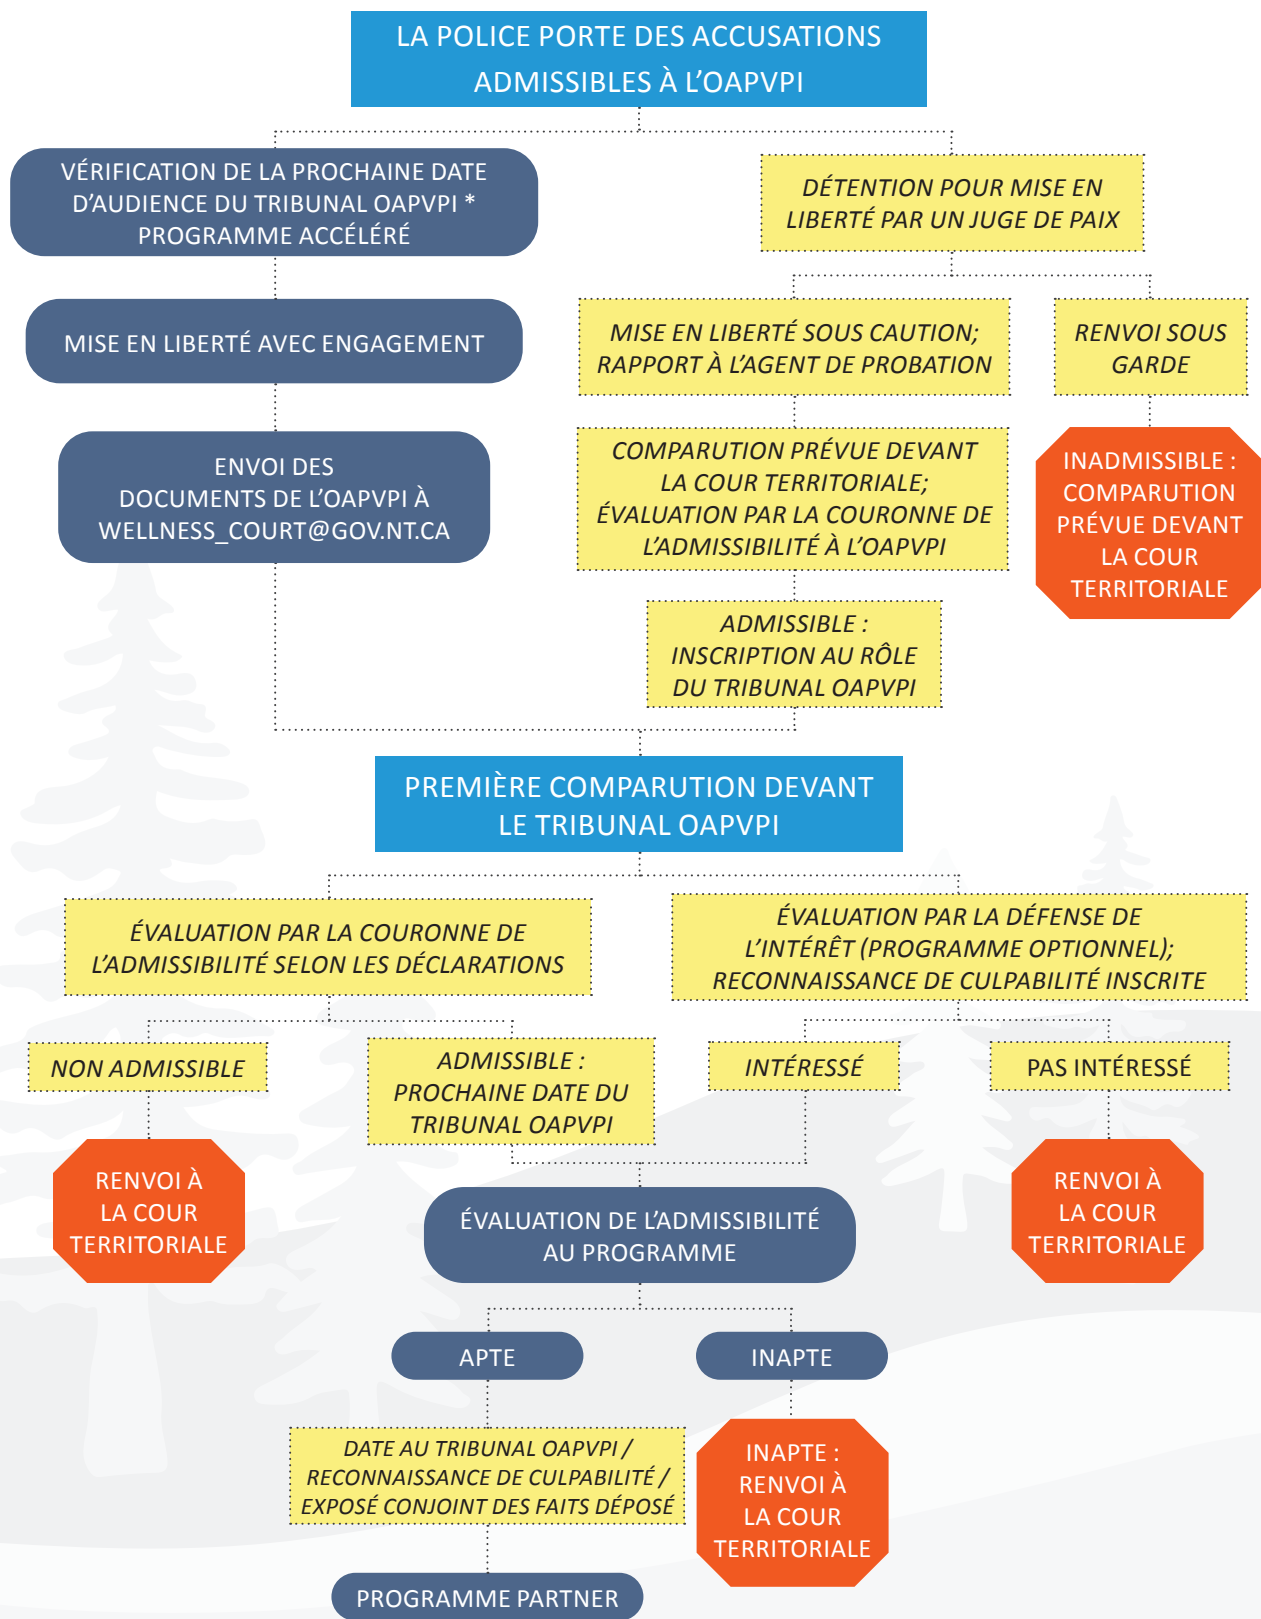 LA POLICE PORTE DES ACCUSATIONS
ADMISSIBLES À L’OAPVPI
VÉRIFICATION DE LA PROCHAINE DATE
D’AUDIENCE DU TRIBUNAL OAPVPI *
PROGRAMME ACCÉLÉRÉ
DÉTENTION POUR MISE EN
LIBERTÉ PAR UN JUGE DE PAIX
MISE EN LIBERTÉ AVEC ENGAGEMENT
MISE EN LIBERTÉ SOUS CAUTION;
RAPPORT À L’AGENT DE PROBATION
RENVOI SOUS
GARDE
ENVOI DES
DOCUMENTS DE L’OAPVPI À
WELLNESS_COURT@GOV.NT.CA
COMPARUTION PRÉVUE DEVANT
LA COUR TERRITORIALE;
ÉVALUATION PAR LA COURONNE DE
L’ADMISSIBILITÉ À L’OAPVPI
INADMISSIBLE :
COMPARUTION
PRÉVUE DEVANT
LA COUR
TERRITORIALE
ADMISSIBLE :
INSCRIPTION AU RÔLE
DU TRIBUNAL OAPVPI
PREMIÈRE COMPARUTION DEVANT
LE TRIBUNAL OAPVPI
ÉVALUATION PAR LA COURONNE DE
L’ADMISSIBILITÉ SELON LES DÉCLARATIONS
ÉVALUATION PAR LA DÉFENSE DE
L’INTÉRÊT (PROGRAMME OPTIONNEL);
RECONNAISSANCE DE CULPABILITÉ INSCRITE
NON ADMISSIBLE
ADMISSIBLE :
PROCHAINE DATE DU
TRIBUNAL OAPVPI
INTÉRESSÉ
PAS INTÉRESSÉ
RENVOI À
LA COUR
TERRITORIALE
RENVOI À
LA COUR
TERRITORIALE
ÉVALUATION DE L’ADMISSIBILITÉ
AU PROGRAMME
APTE
INAPTE
DATE AU TRIBUNAL OAPVPI /
RECONNAISSANCE DE CULPABILITÉ /
EXPOSÉ CONJOINT DES FAITS DÉPOSÉ
INAPTE :
RENVOI À
LA COUR
TERRITORIALE
PROGRAMME PARTNER